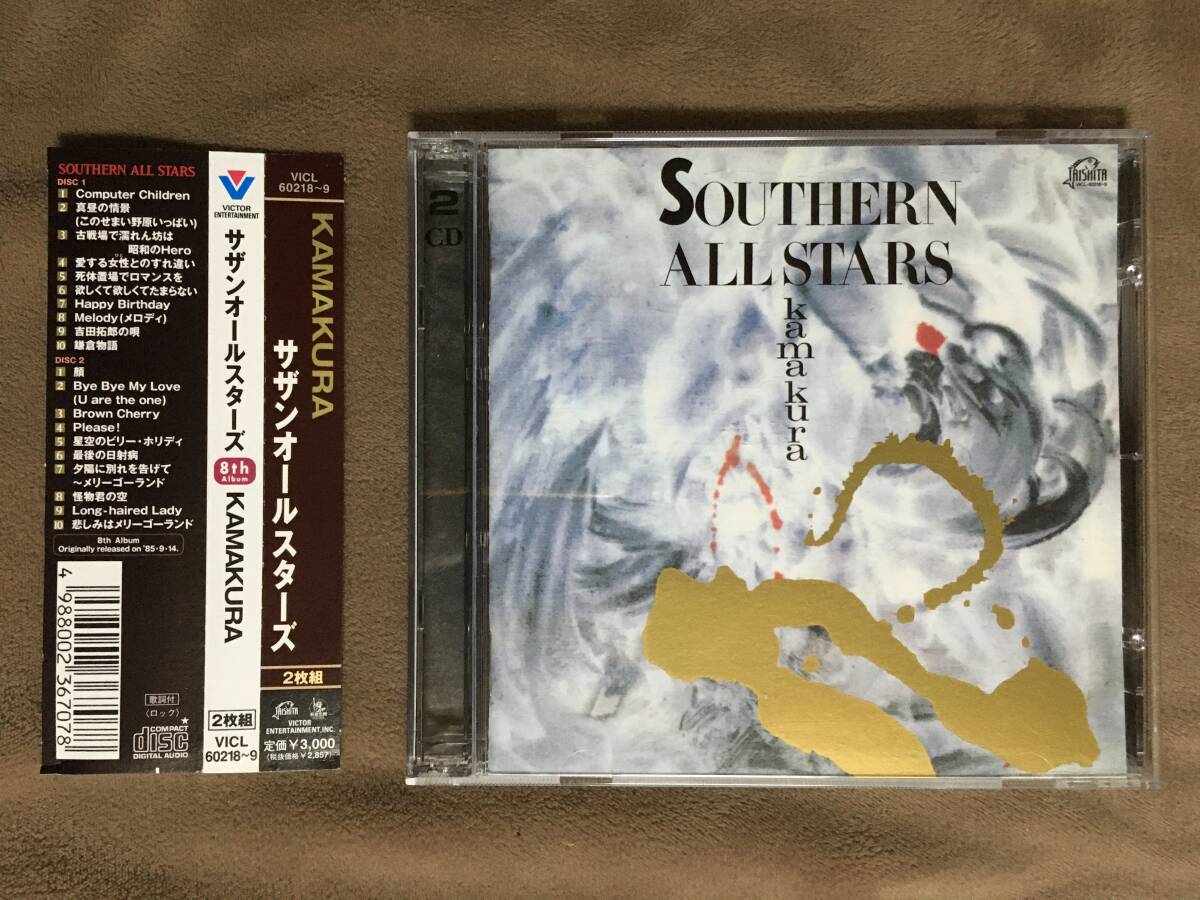 SOUTHERN ALL STARS
DISC 1
1 Computer Children
2 真昼の情景
(このせまい野原いっぱい)
3 古戦場で濡れん坊は
昭和のHero
4 愛する女性とのすれ違い
5 死体置場でロマンスを
6 欲しくて欲しくてたまらない
7 Happy Birthday
8 Melody(メロディ)
9 吉田拓郎の唄
10 鎌倉物語
DISC 2
1 顔
2 Bye Bye My Love
(U are the one)
3 Brown Cherry
4 Please!
5 星空のビリー・ホリディ
6 最後の日射病
7 夕陽に別れを告げて
〜メリーゴーランド
8 怪物君の空
9 Long-haired Lady
10 悲しみはメリーゴーランド
8th Album
Originally released on '85・9・14.
4 988002 367078
歌詞付
〈ロック〉
COMPACT
disc
DIGITAL AUDIO
VICTOR
ENTERTAINMENT
サザンオールスターズ
8th
Album
KAMAKURA
2枚組
VICL
60218~9
VICL
60218~9
KAMAKURA
サザンオールスターズ
2枚組
TAISHITA
VICTOR
ENTERTAINMENT, INC.
定価¥3,000
(税抜価格¥2,857)
2
CD
SOUTHERN
ALL STARS
kamakura
TAISHITA
VICL-60218~9